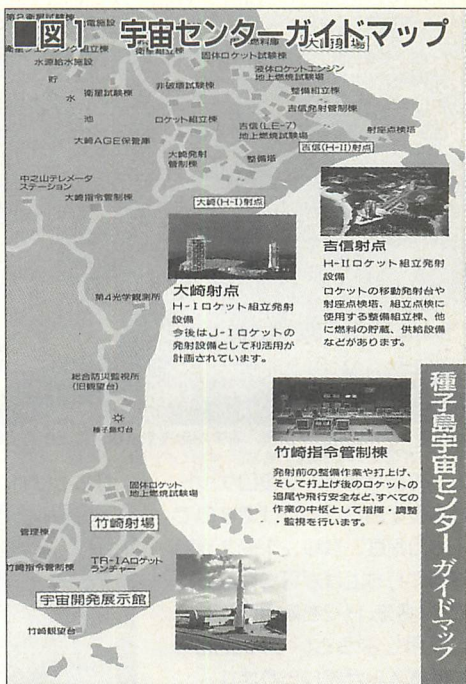 ■図1 宇宙センターガイドマップ
大崎射場
固体ロケット試験棟
水源給水施設
液体ロケットエンジン
地上燃焼試験場
貯
水
池
衛星試験棟
非破壊試験棟
整備組立棟
吉信発射管制棟
ロケット組立棟
吉信(LE-7)
地上燃焼試験場
射座点検塔
大崎AGE保管庫
大崎発射
管制棟
整備塔
吉信(H-II)射点
中之山テレメータ
ステーション
大崎指令管制棟
大崎(H-I)射点
吉信射点
H-IIロケット組立発射
設備
ロケットの移動発射台や
射座点検塔、組立点検に
使用する整備組立棟、他
に燃料の貯蔵、供給設備
などがあります。
大崎射点
H-Iロケット組立発射
設備
今後はJ-Iロケットの
発射設備として利活用が
計画されています。
第4光学観測所
総合防災監視所
(旧観望台)
種子島灯台
竹崎指令管制棟
発射前の整備作業や打上げ、
そして打上げ後のロケットの
追尾や飛行安全など、すべての
作業の中枢として指揮・調整
・監視を行います。
固体ロケット
地上燃焼試験場
竹崎射場
管理棟
竹崎指令管制棟
TR-IAロケット
ランチャー
宇宙開発展示館
竹崎観望台
種子島宇宙センター ガイドマップ